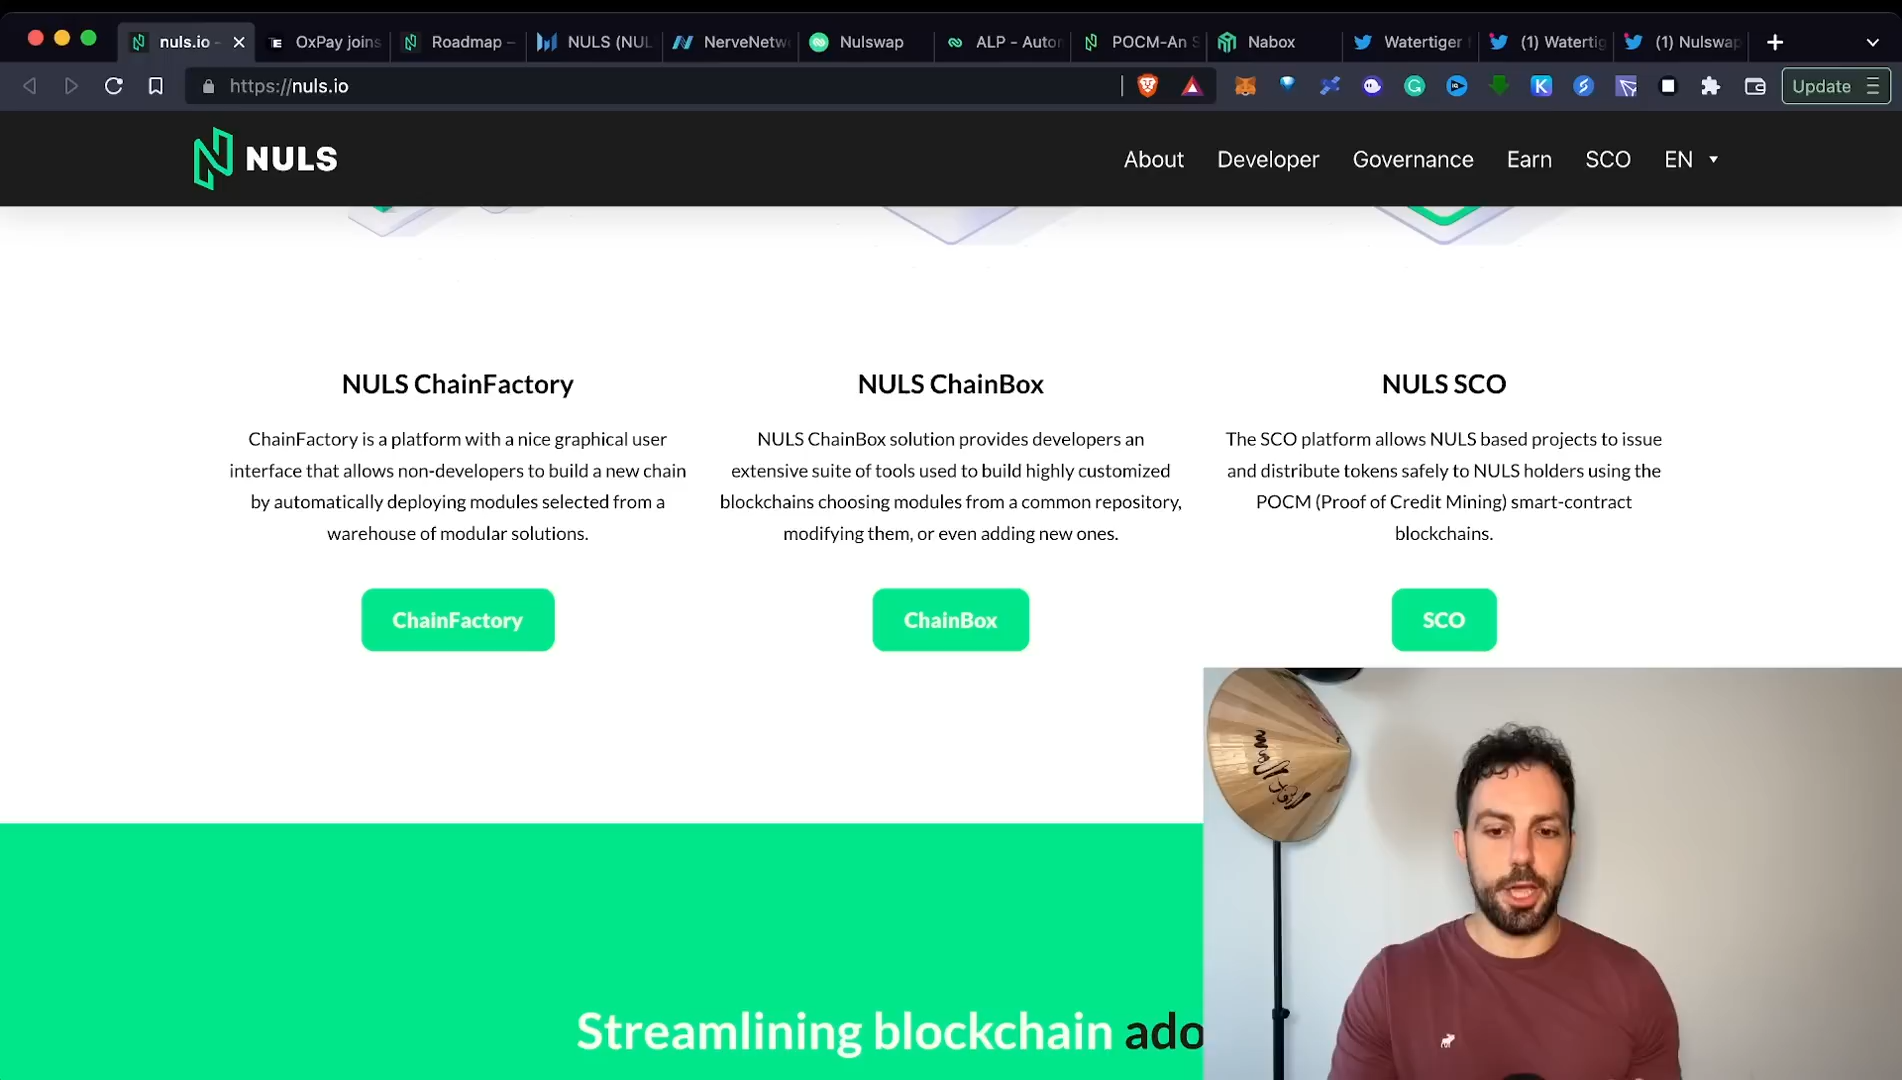 nuls.io -
OxPay joins
Roadmap -
NULS (NUL
NerveNetw
Nulswap
ALP - Auton
POCM-An S
Nabox
Watertiger
(1) Watertig
(1) Nulswap
https://nuls.io
Update
NULS
About
Developer
Governance
Earn
SCO
EN
NULS ChainFactory
ChainFactory is a platform with a nice graphical user
interface that allows non-developers to build a new chain
by automatically deploying modules selected from a
warehouse of modular solutions.
ChainFactory
NULS ChainBox
NULS ChainBox solution provides developers an
extensive suite of tools used to build highly customized
blockchains choosing modules from a common repository,
modifying them, or even adding new ones.
ChainBox
NULS SCO
The SCO platform allows NULS based projects to issue
and distribute tokens safely to NULS holders using the
POCM (Proof of Credit Mining) smart-contract
blockchains.
SCO
Streamlining blockchain ado